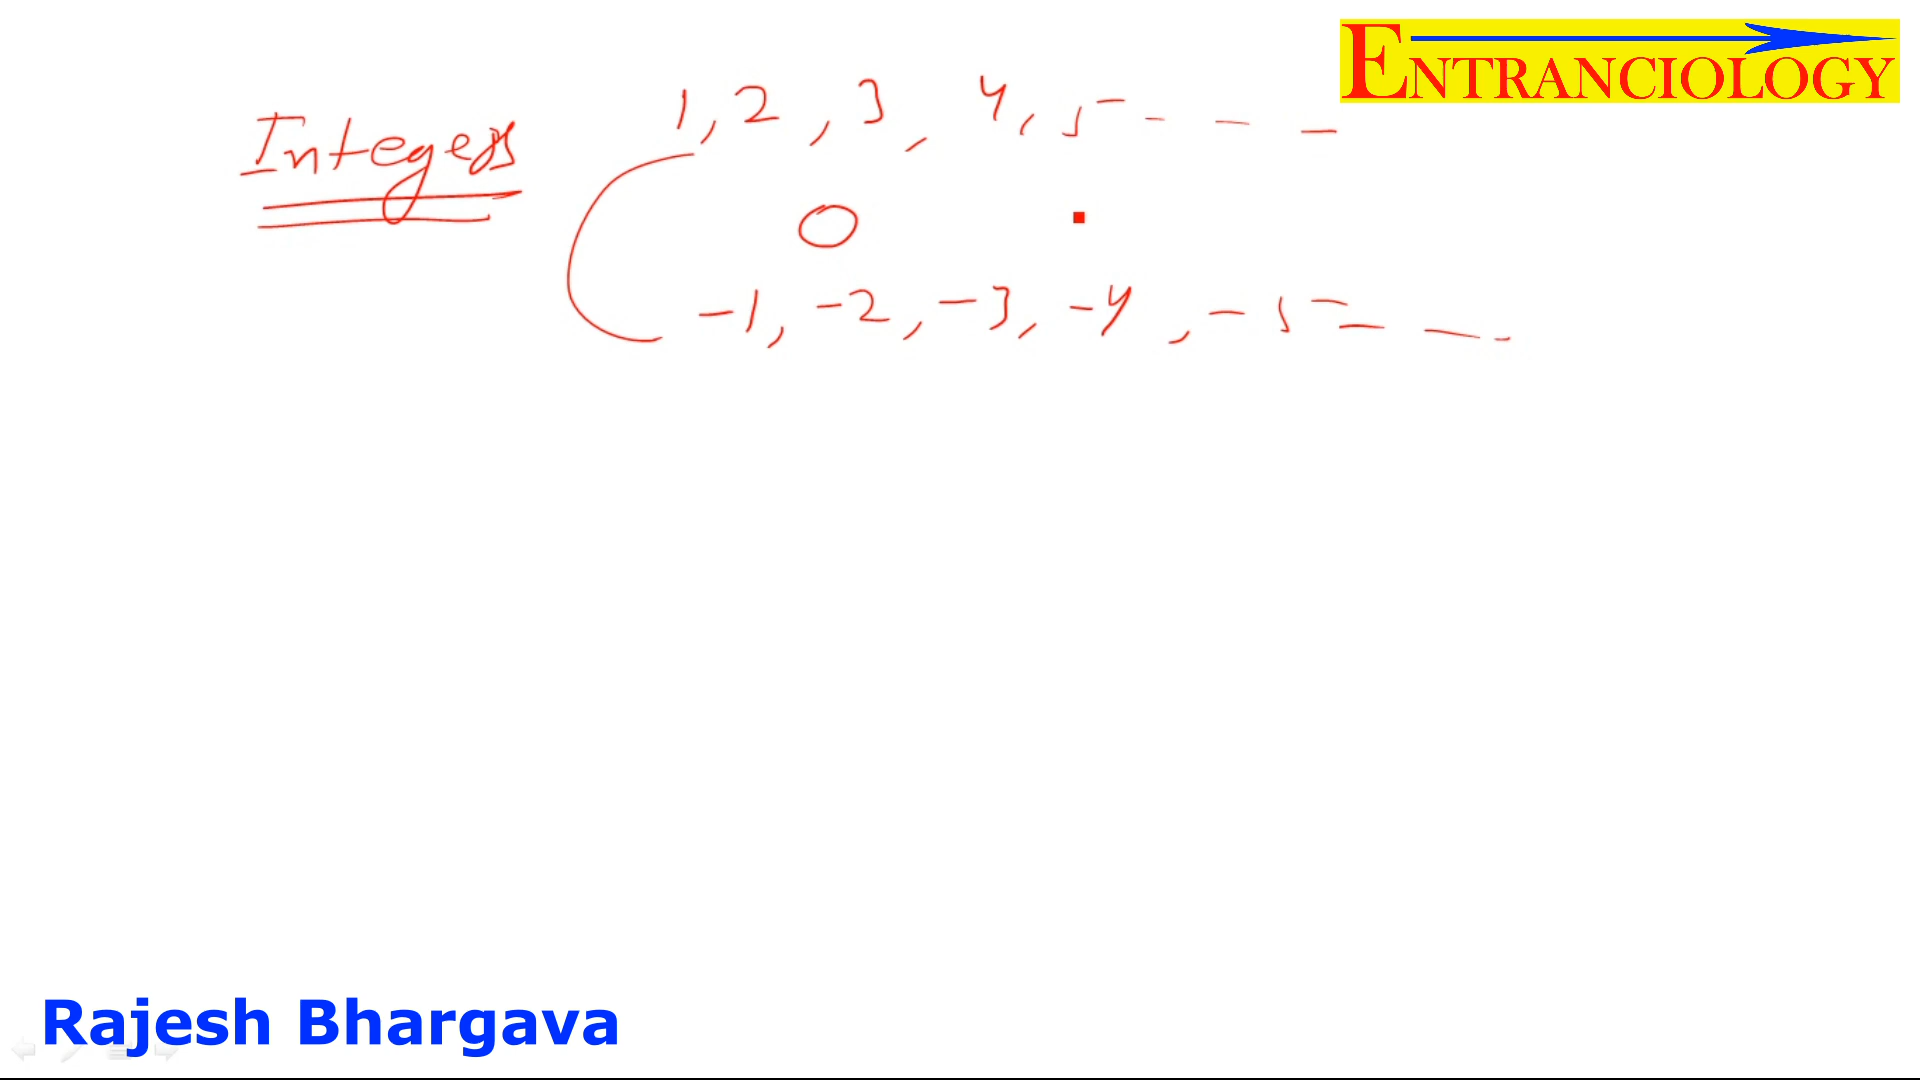 ENTRANCIOLOGY
Integers
1, 2, 3, 4, 5 - - -
0
-1, -2, -3, -4, -5 - - -
Rajesh Bhargava